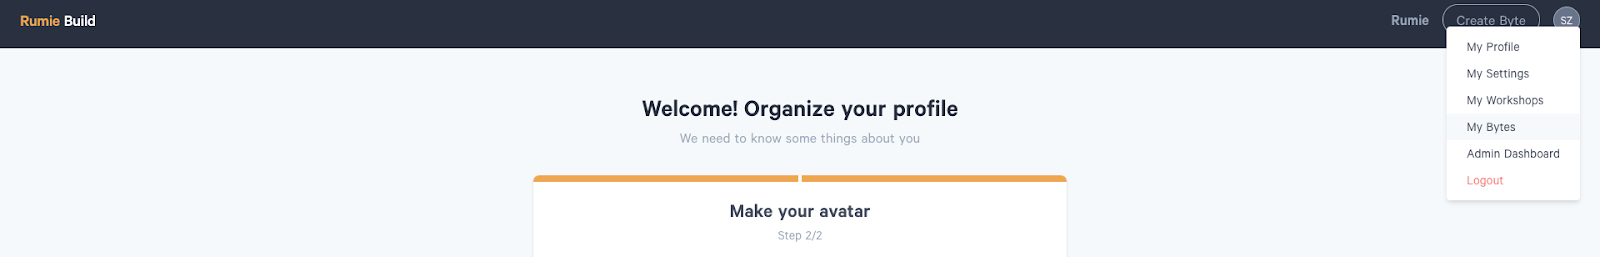 Rumie Build
Rumie
Create Byte
SZ
My Profile
My Settings
My Workshops
My Bytes
Admin Dashboard
Logout
Welcome! Organize your profile
We need to know some things about you
Make your avatar
Step 2/2